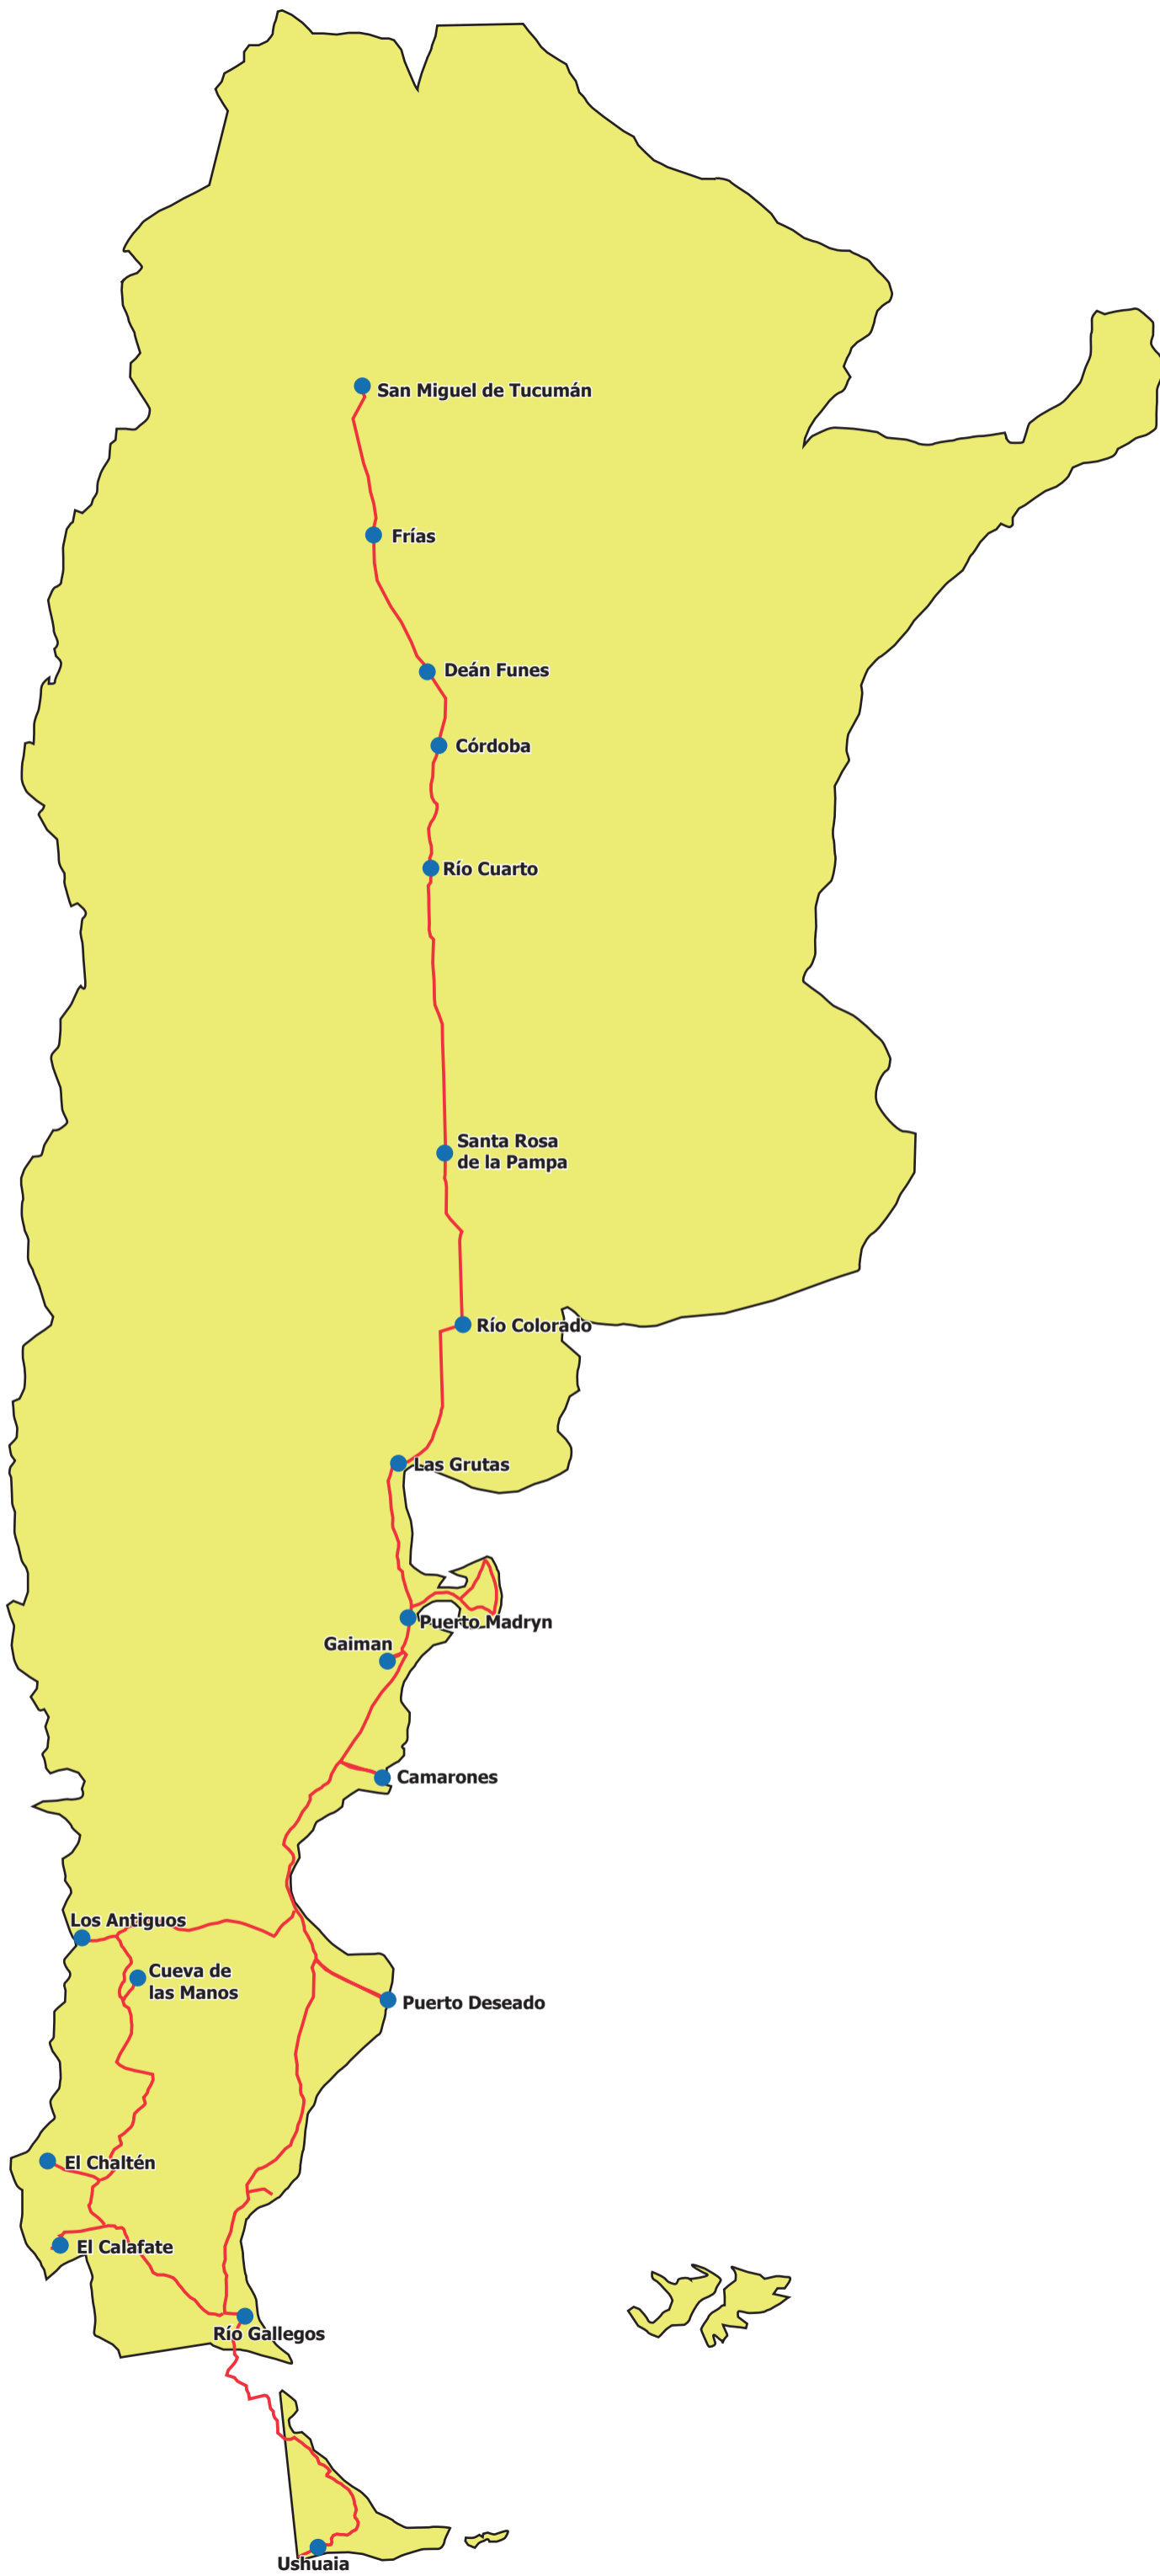 San Miguel de Tucumán
Frías
Deán Funes
Córdoba
Río Cuarto
Santa Rosa
de la Pampa
Río Colorado
Las Grutas
Puerto Madryn
Gaiman
Camarones
Los Antiguos
Cueva de
las Manos
Puerto Deseado
El Chaltén
El Calafate
Río Gallegos
Ushuaia